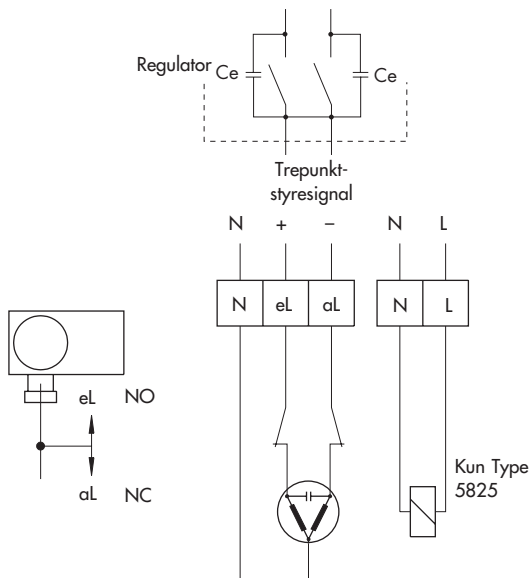 Regulator Ce Ce
Trepunkt-
styresignal
N + – N L
N eL aL N L
eL NO
aL NC
Kun Type
5825